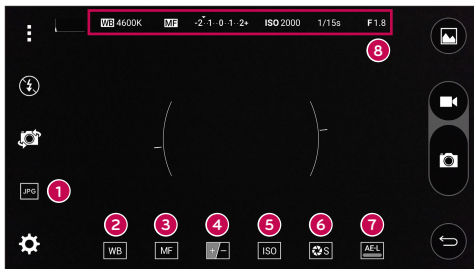 WB 4600K MF -2··1··0··1··2+ ISO 2000 1/15s F 1.8
8
JPG 1
2 3 4 5 6 7
WB MF +/- ISO S AE-L